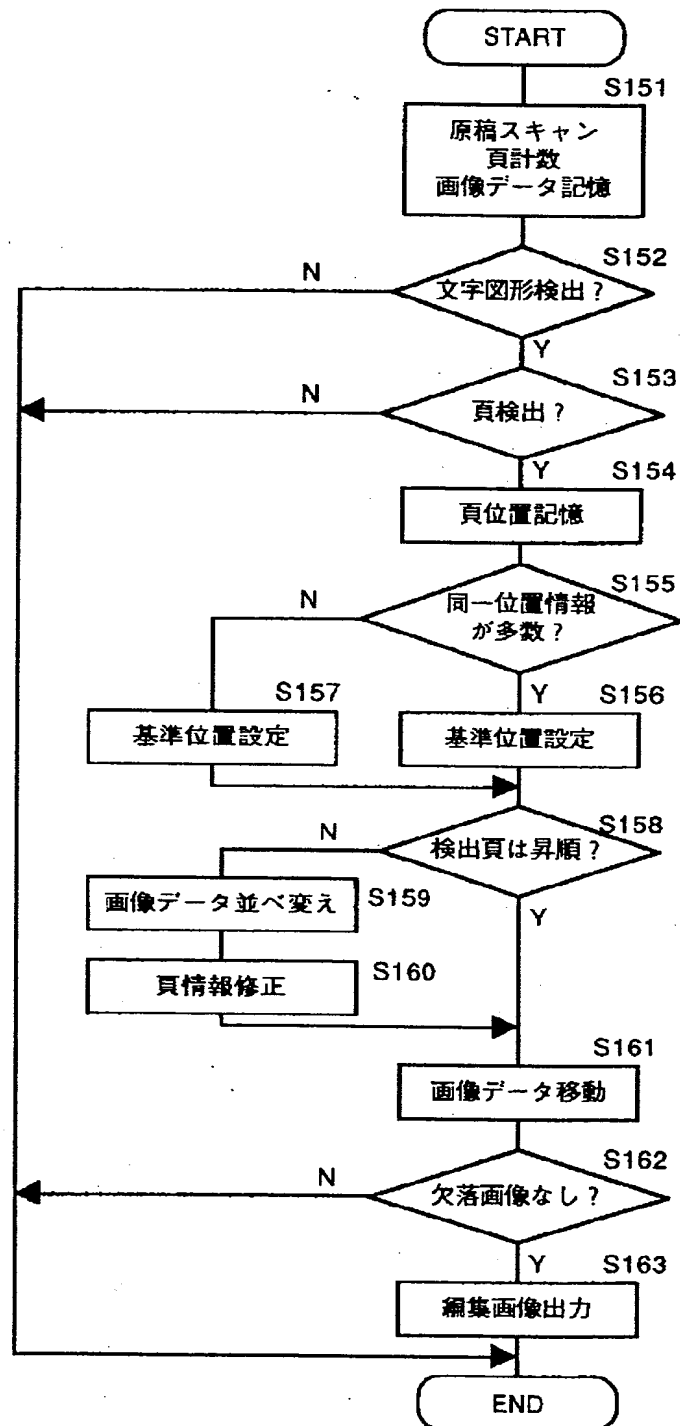 START
S151
原稿スキャン
頁計数
画像データ記憶
S152
文字図形検出?
N
Y
S153
頁検出?
N
Y
S154
頁位置記憶
S155
同一位置情報
が多数?
N
Y
S157
基準位置設定
S156
基準位置設定
S158
検出頁は昇順?
N
Y
画像データ並べ変え
S159
頁情報修正
S160
S161
画像データ移動
S162
欠落画像なし?
N
Y
S163
編集画像出力
END